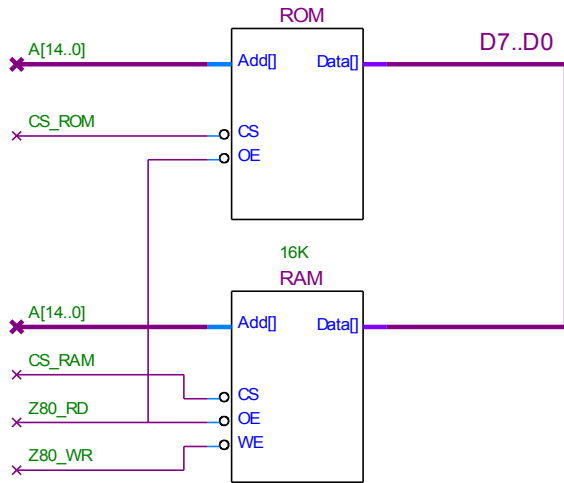 ROM
A[14..0]
D7..D0
Add[]
Data[]
CS_ROM
CS
OE
16K
RAM
A[14..0]
Add[]
Data[]
CS_RAM
CS
Z80_RD
OE
Z80_WR
WE